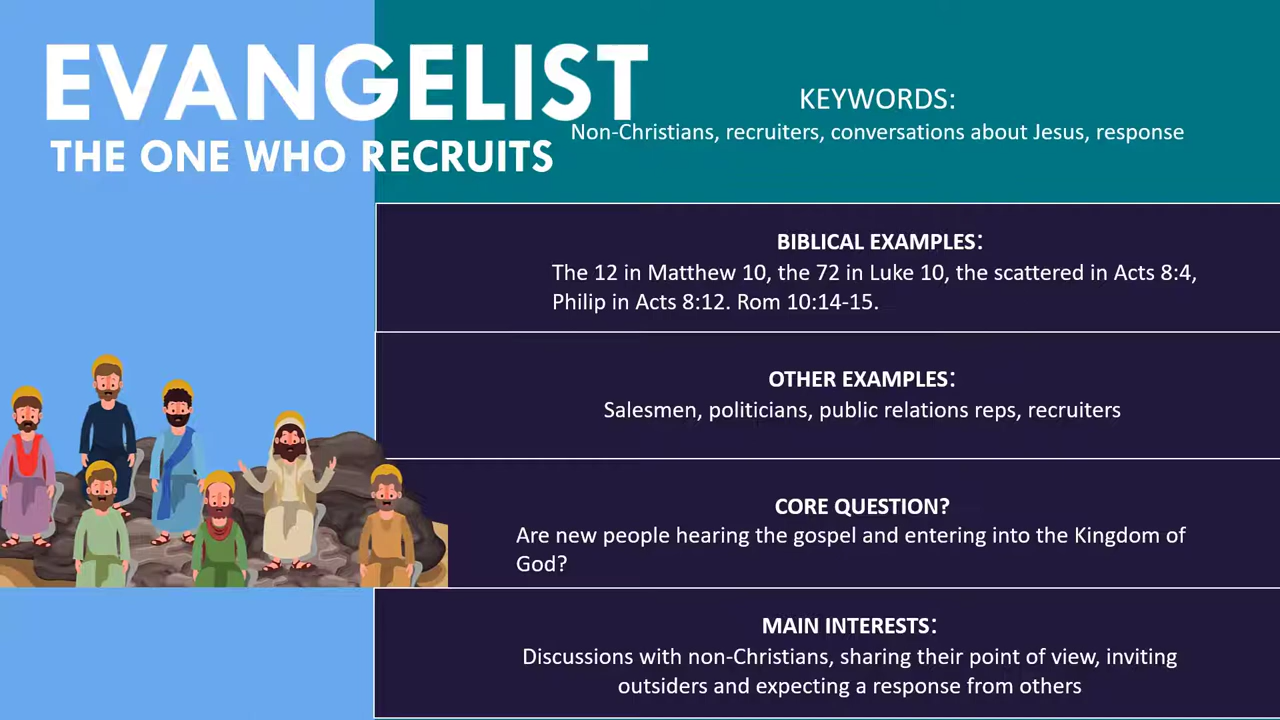 EVANGELIST
THE ONE WHO RECRUITS
KEYWORDS:
Non-Christians, recruiters, conversations about Jesus, response
BIBLICAL EXAMPLES:
The 12 in Matthew 10, the 72 in Luke 10, the scattered in Acts 8:4,
Philip in Acts 8:12. Rom 10:14-15.
OTHER EXAMPLES:
Salesmen, politicians, public relations reps, recruiters
CORE QUESTION?
Are new people hearing the gospel and entering into the Kingdom of
God?
MAIN INTERESTS:
Discussions with non-Christians, sharing their point of view, inviting
outsiders and expecting a response from others